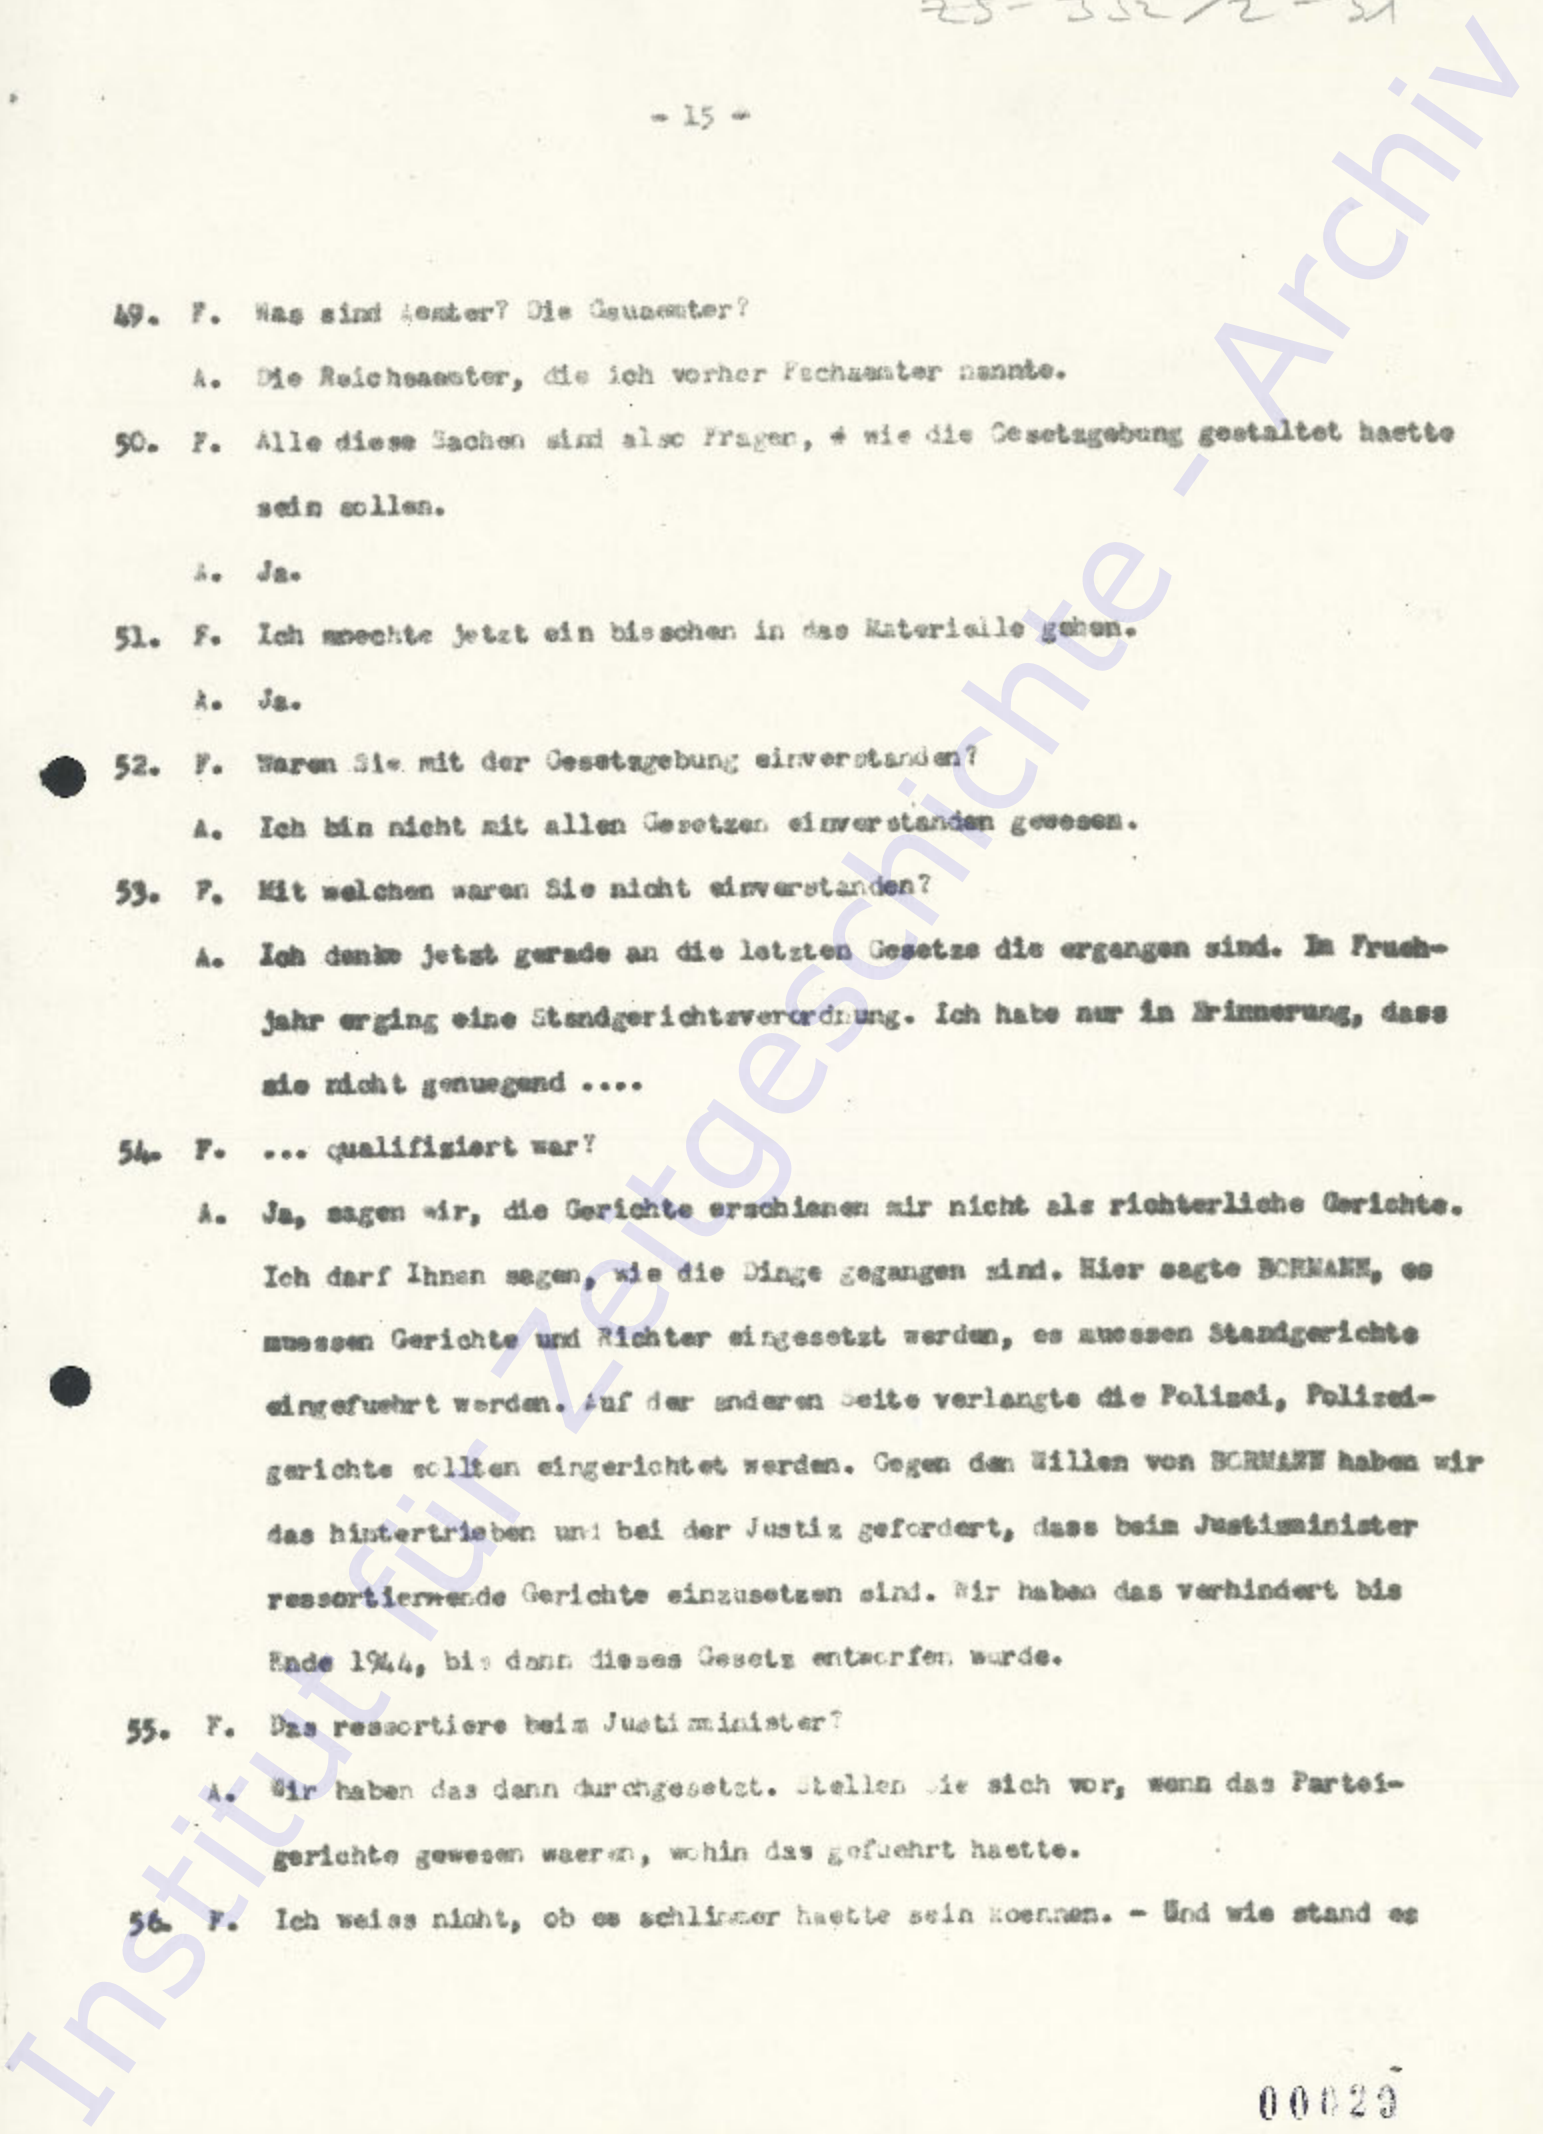 ZS-352/2-31
- 15 -
49. F. Was sind Aemter? Die Gauaemter?
A. Die Reichsaemter, die ich vorher Fachaemter nannte.
50. F. Alle diese Sachen sind also Fragen, wie die Gesetzgebung gestaltet haette
sein sollen.
A. Ja.
51. F. Ich moechte jetzt ein bisschen in das Materielle gehen.
A. Ja.
52. F. Waren Sie mit der Gesetzgebung einverstanden?
A. Ich bin nicht mit allen Gesetzen einverstanden gewesen.
53. F. Mit welchen waren Sie nicht einverstanden?
A. Ich denke jetzt gerade an die letzten Gesetze die ergangen sind. Im Frueh-
jahr erging eine Standgerichtsverordnung. Ich habe nur in Erinnerung, dass
sie nicht genuegend ....
54. F. ... qualifiziert war?
A. Ja, sagen wir, die Gerichte erschienen mir nicht als richterliche Gerichte.
Ich darf Ihnen sagen, wie die Dinge gegangen sind. Hier sagte BORMANN, es
muessen Gerichte und Richter eingesetzt werden, es muessen Standgerichte
eingefuehrt werden. Auf der anderen Seite verlangte die Polizei, Polizei-
gerichte sollten eingerichtet werden. Gegen den Willen von BORMANN haben wir
das hintertrieben und bei der Justiz gefordert, dass beim Justizminister
ressortierende Gerichte einzusetzen sind. Wir haben das verhindert bis
Ende 1944, bis dann dieses Gesetz entworfen wurde.
55. F. Das ressortiere beim Justizminister?
A. Wir haben das dann durchgesetzt. Stellen Sie sich vor, wenn das Partei-
gerichte gewesen waeren, wohin das gefuehrt haette.
56. F. Ich weiss nicht, ob es schlimmer haette sein koennen. - Und wie stand es
00029
Institut für Zeitgeschichte - Archiv